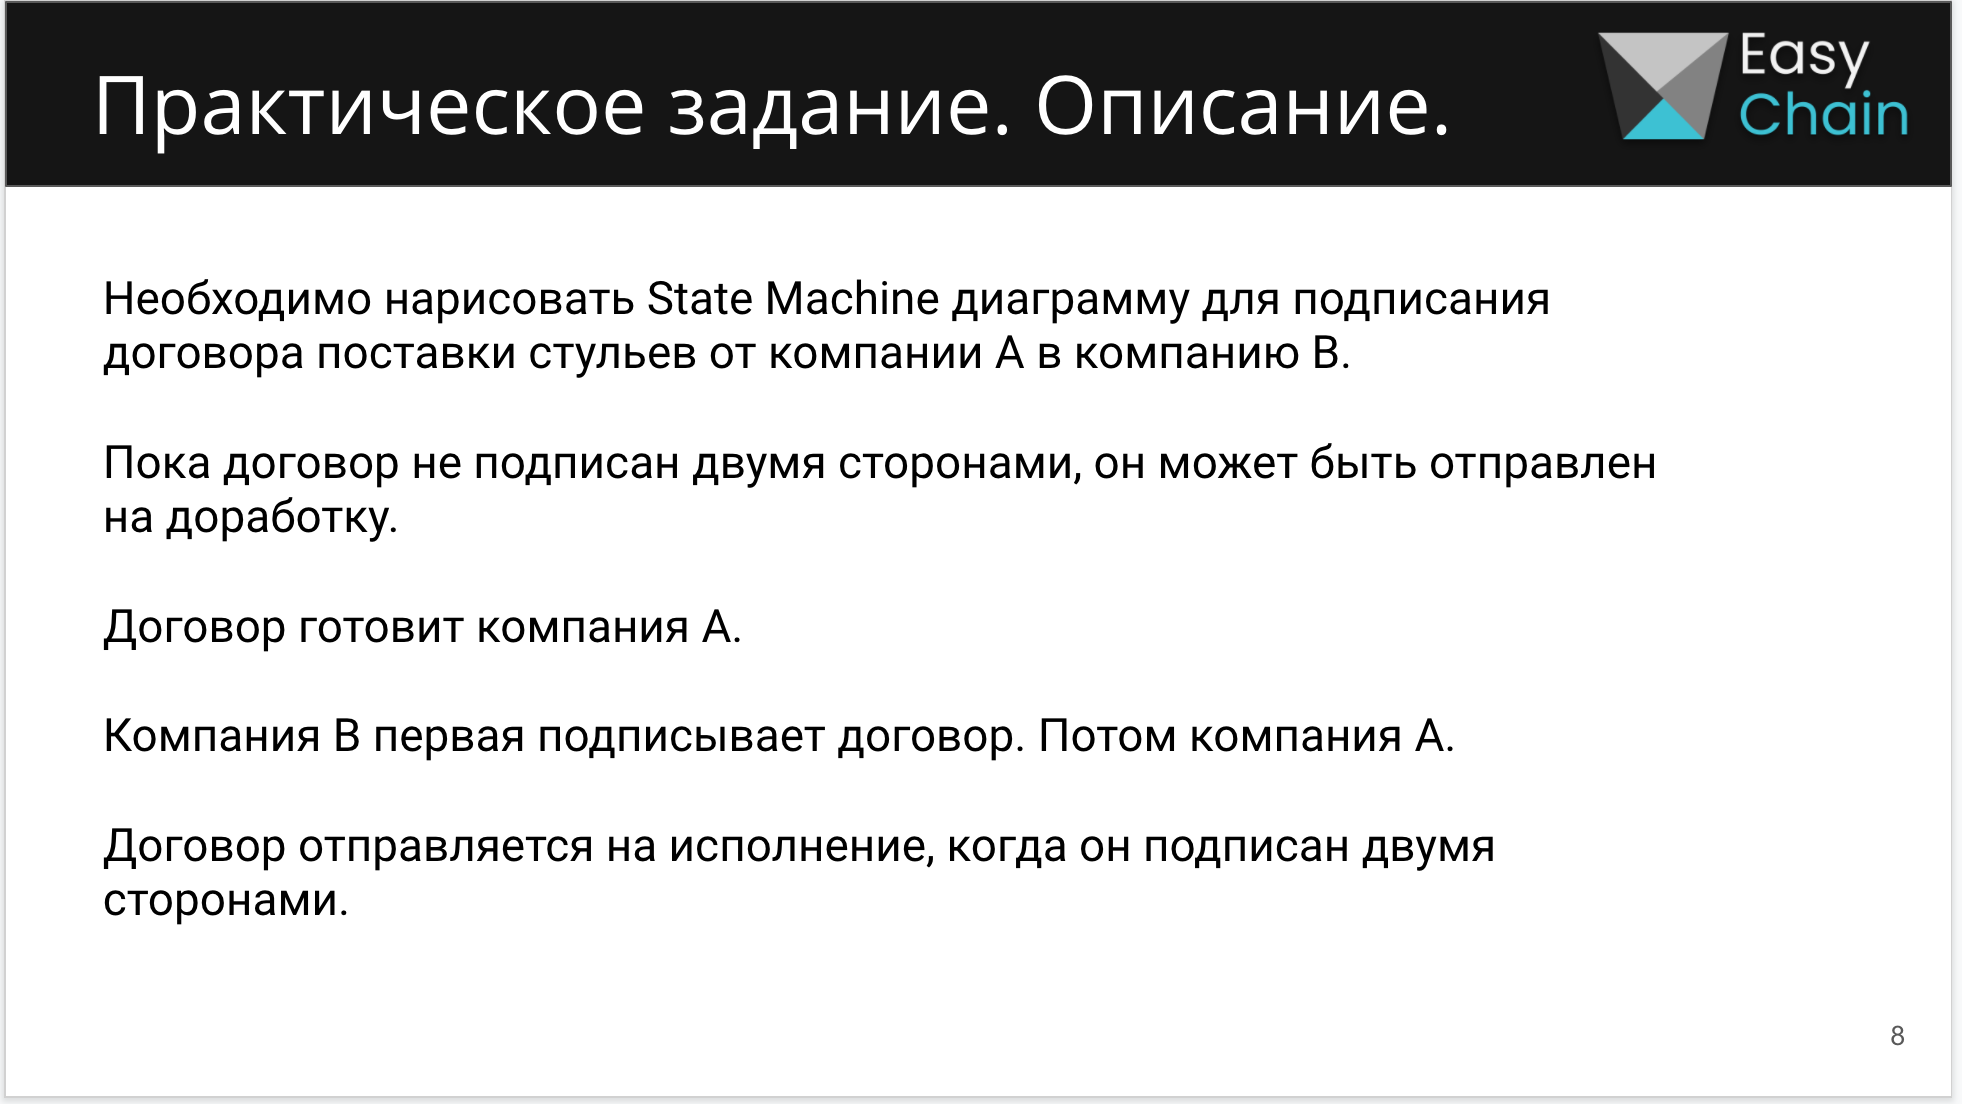 Практическое задание. Описание.
Easy
Chain
Необходимо нарисовать State Machine диаграмму для подписания
договора поставки стульев от компании А в компанию В.
Пока договор не подписан двумя сторонами, он может быть отправлен
на доработку.
Договор готовит компания А.
Компания В первая подписывает договор. Потом компания А.
Договор отправляется на исполнение, когда он подписан двумя
сторонами.
8